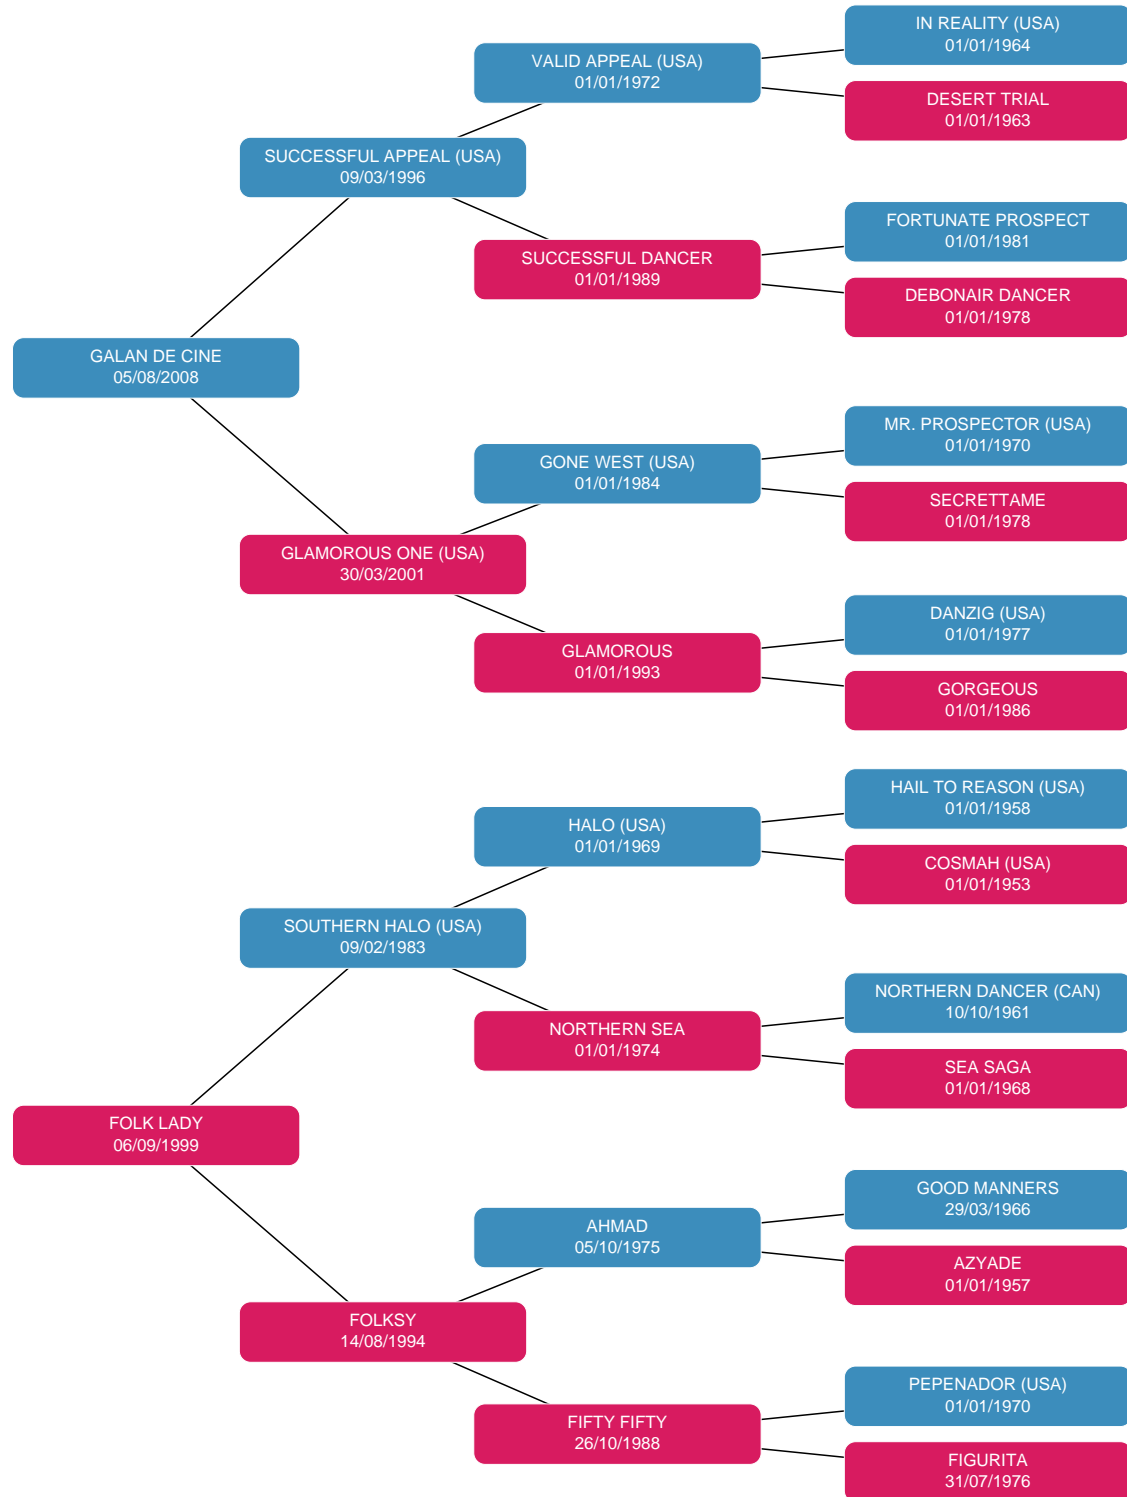 IN REALITY (USA)
01/01/1964
VALID APPEAL (USA)
01/01/1972
DESERT TRIAL
01/01/1963
SUCCESSFUL APPEAL (USA)
09/03/1996
FORTUNATE PROSPECT
01/01/1981
SUCCESSFUL DANCER
01/01/1989
DEBONAIR DANCER
01/01/1978
GALAN DE CINE
05/08/2008
MR. PROSPECTOR (USA)
01/01/1970
GONE WEST (USA)
01/01/1984
SECRETTAME
01/01/1978
GLAMOROUS ONE (USA)
30/03/2001
DANZIG (USA)
01/01/1977
GLAMOROUS
01/01/1993
GORGEOUS
01/01/1986
HAIL TO REASON (USA)
01/01/1958
HALO (USA)
01/01/1969
COSMAH (USA)
01/01/1953
SOUTHERN HALO (USA)
09/02/1983
NORTHERN DANCER (CAN)
10/10/1961
NORTHERN SEA
01/01/1974
SEA SAGA
01/01/1968
FOLK LADY
06/09/1999
GOOD MANNERS
29/03/1966
AHMAD
05/10/1975
AZYADE
01/01/1957
FOLKSY
14/08/1994
PEPENADOR (USA)
01/01/1970
FIFTY FIFTY
26/10/1988
FIGURITA
31/07/1976